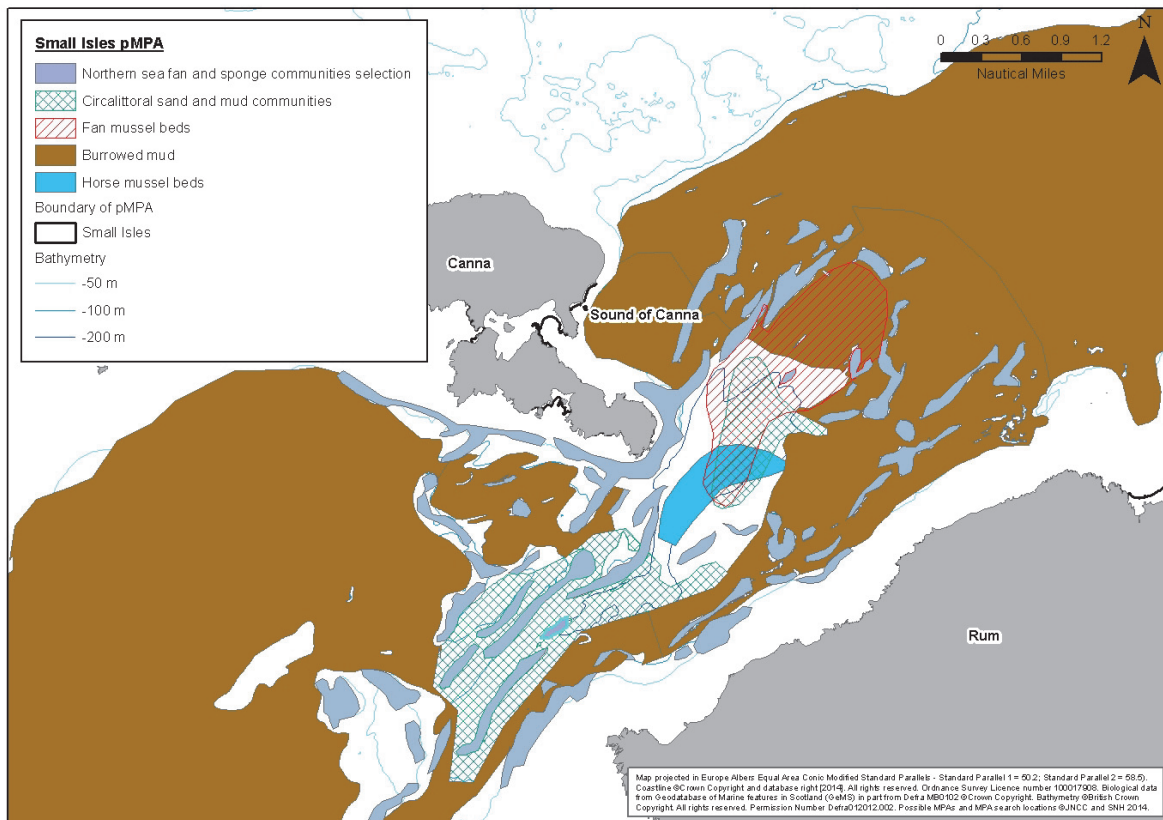 Small Isles pMPA
Northern sea fan and sponge communities selection
Circalittoral sand and mud communities
Fan mussel beds
Burrowed mud
Horse mussel beds
Boundary of pMPA
Small Isles
Bathymetry
-50 m
-100 m
-200 m
N
0 0.3 0.6 0.9 1.2
Nautical Miles
Canna
Sound of Canna
Rum
Map projected in Europe Albers Equal Area Conic Modified Standard Parallels - Standard Parallel 1 = 50.2; Standard Parallel 2 = 58.5).
Coastline ©Crown Copyright and database right [2014]. All rights reserved. Ordnance Survey Licence number 100017908. Biological data
from Geodatabase of Marine features in Scotland (GeMS) in part from Defra MB0102 ©Crown Copyright. Bathymetry ©British Crown
Copyright. All rights reserved. Permission Number Defra012012.002. Possible MPAs and MPA search locations ©JNCC and SNH 2014.